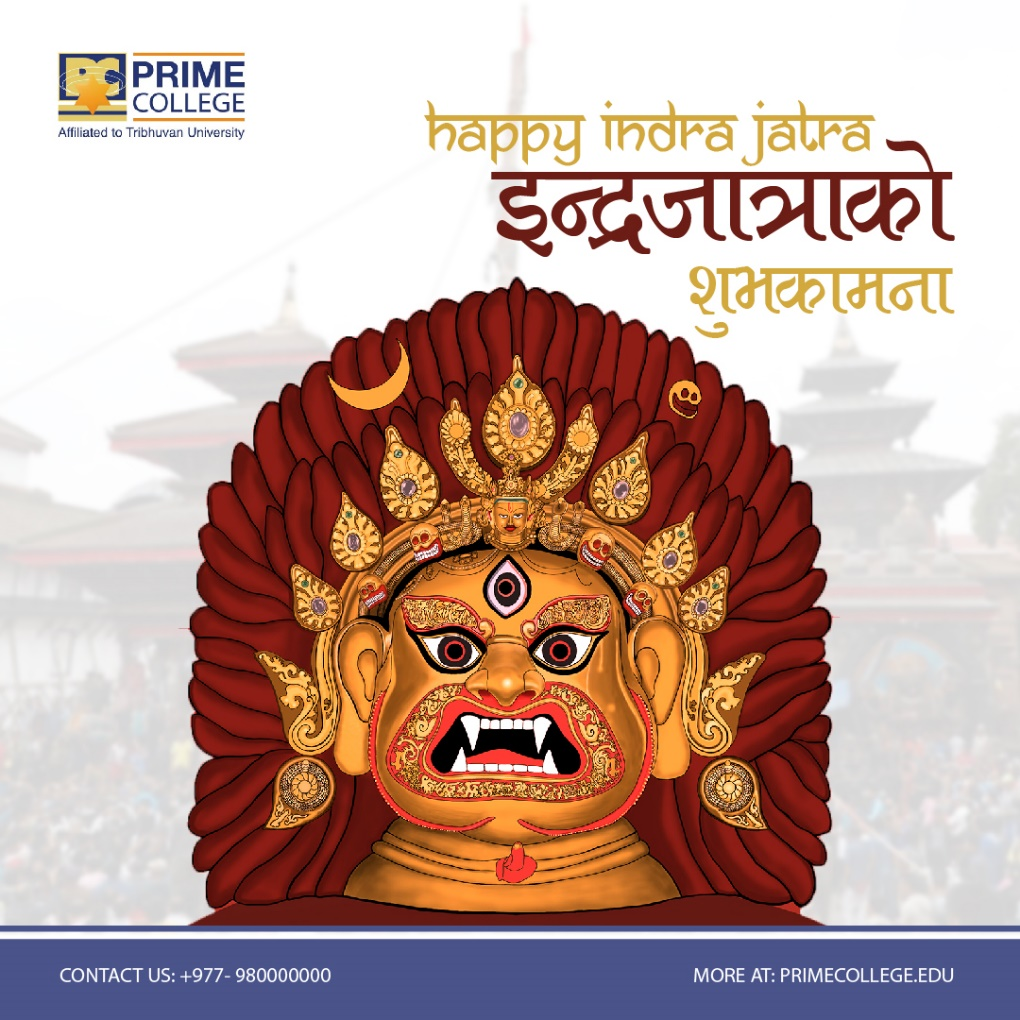 PRIME
COLLEGE
Affiliated to Tribhuvan University
happy indra jatra
इन्द्रजात्राको
शुभकामना
CONTACT US: +977- 980000000
MORE AT: PRIMECOLLEGE.EDU